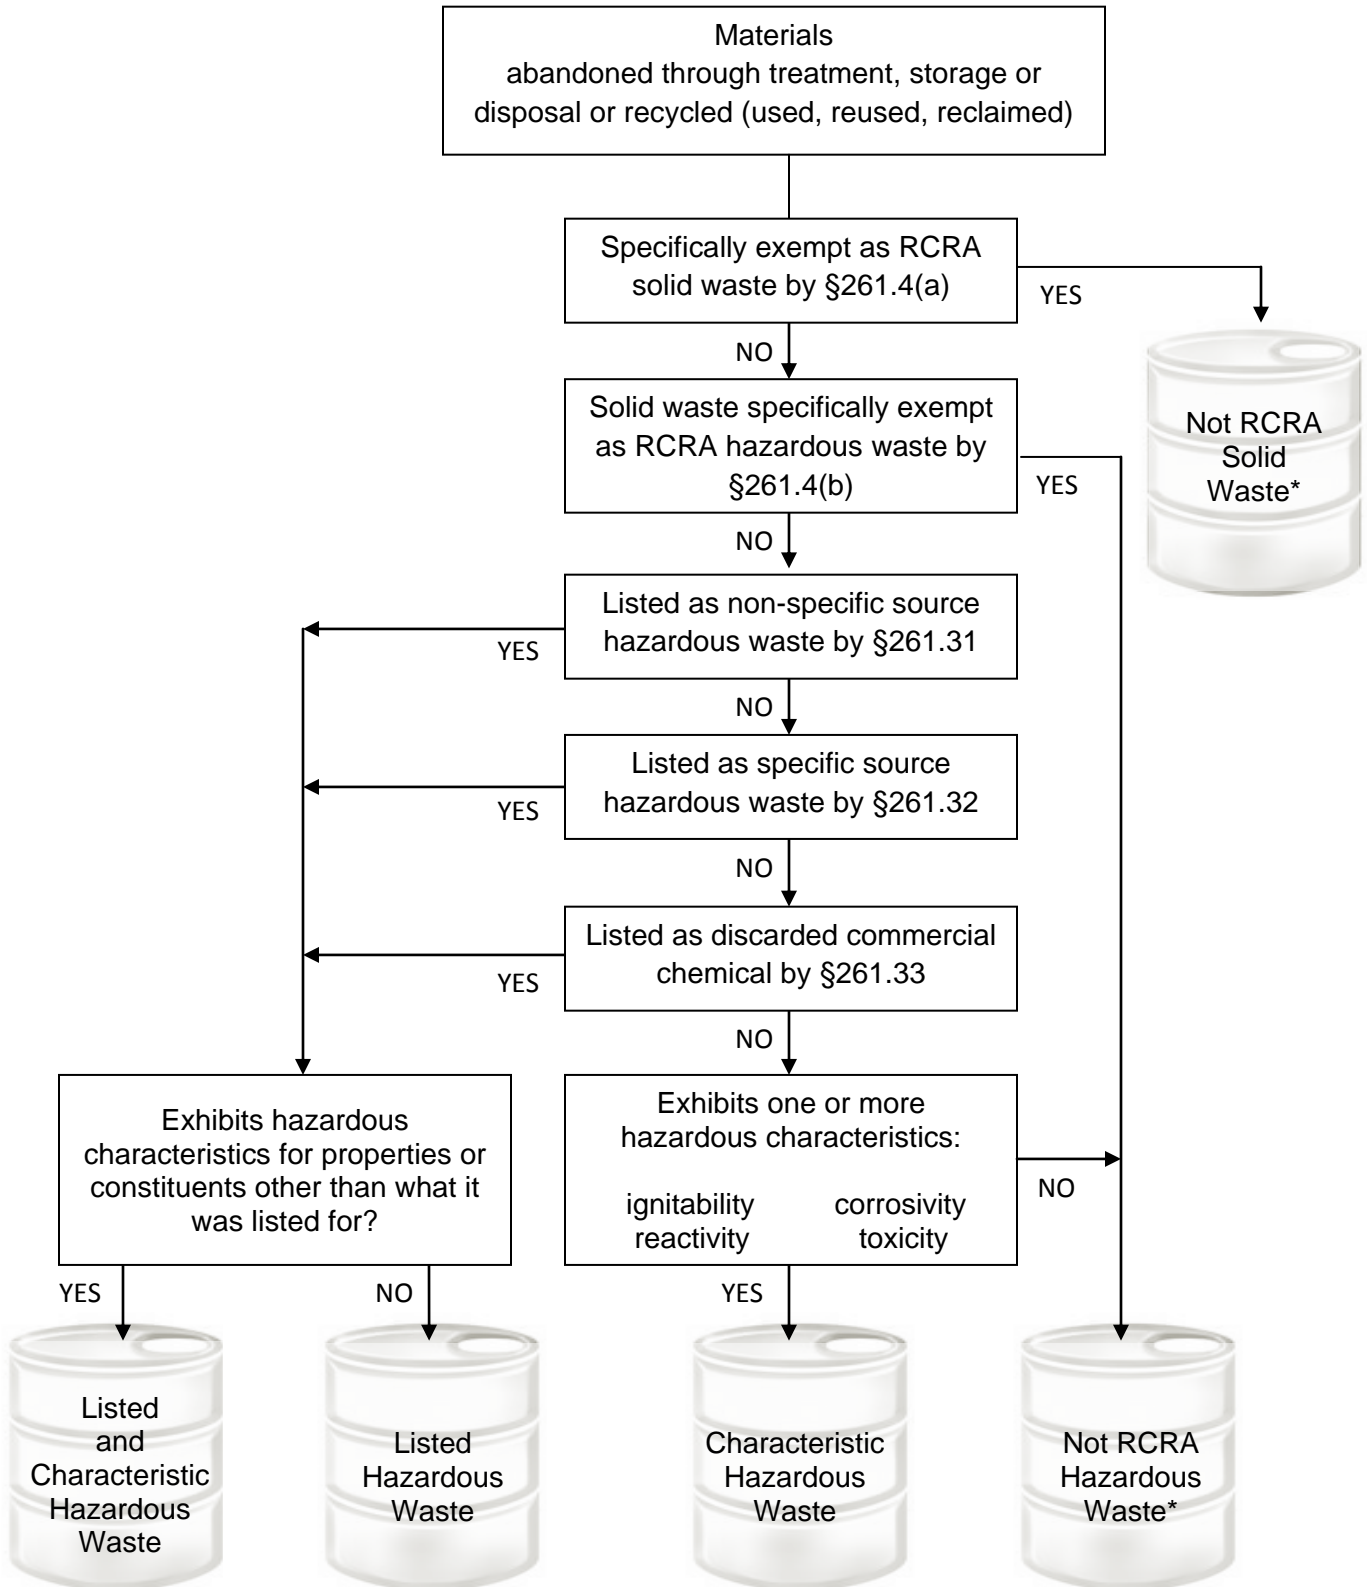 Materials
abandoned through treatment, storage or
disposal or recycled (used, reused, reclaimed)
Specifically exempt as RCRA
solid waste by §261.4(a)
YES
NO
Solid waste specifically exempt
as RCRA hazardous waste by
§261.4(b)
YES
Not RCRA
Solid
Waste*
NO
Listed as non-specific source
hazardous waste by §261.31
YES
NO
Listed as specific source
hazardous waste by §261.32
YES
NO
Listed as discarded commercial
chemical by §261.33
YES
NO
Exhibits hazardous
characteristics for properties or
constituents other than what it
was listed for?
Exhibits one or more
hazardous characteristics:
ignitability corrosivity
reactivity toxicity
NO
YES
NO
YES
Listed
and
Characteristic
Hazardous
Waste
Listed
Hazardous
Waste
Characteristic
Hazardous
Waste
Not RCRA
Hazardous
Waste*